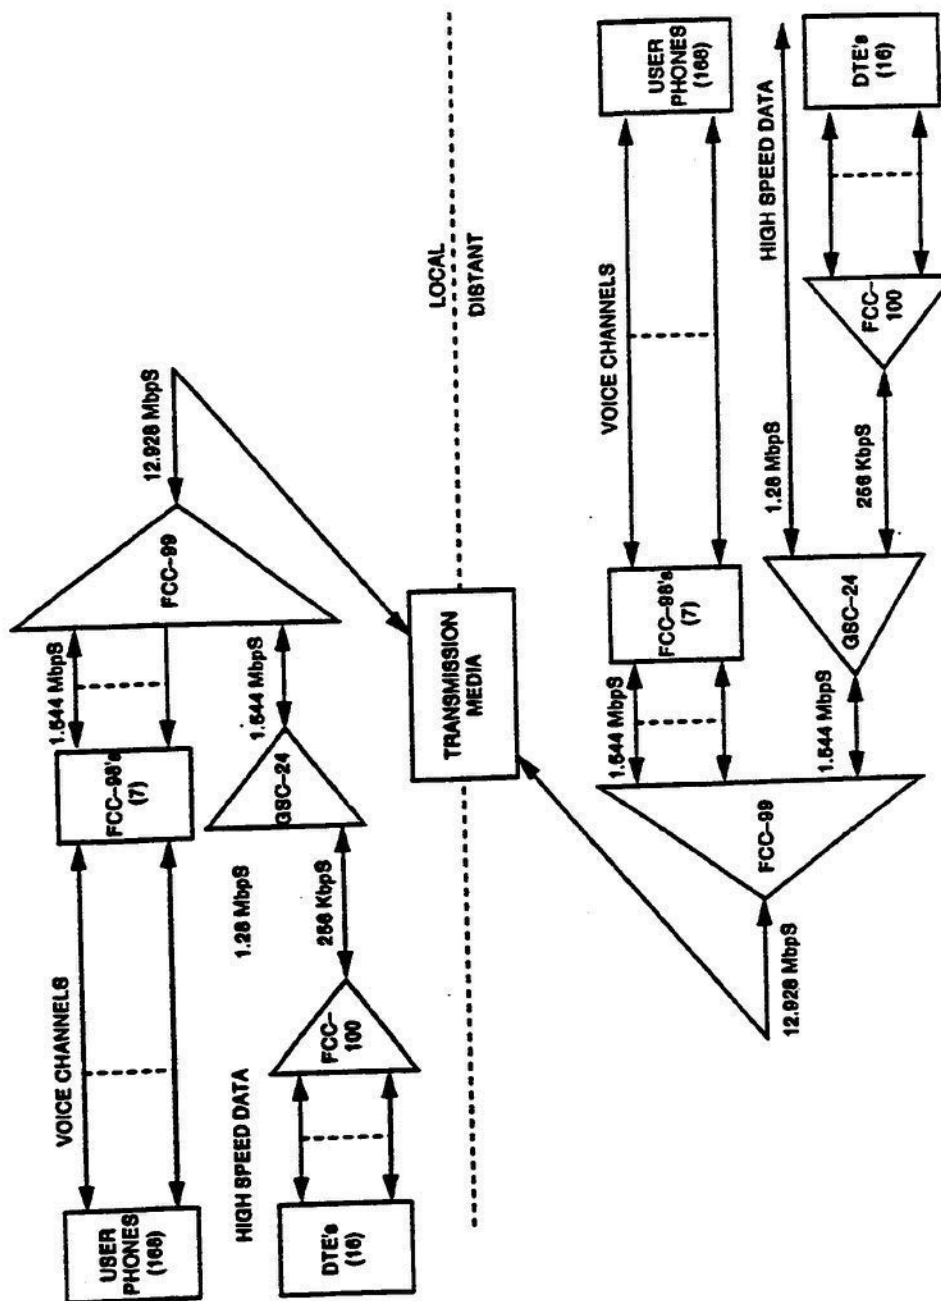 USER
PHONES
(168)
VOICE CHANNELS
FCC-98's
(7)
1.544 MbpS
FCC-99
12.928 MbpS
DTE's
(16)
HIGH SPEED DATA
FCC-
100
1.28 MbpS
256 KbpS
GSC-24
1.544 MbpS
LOCAL
DISTANT
TRANSMISSION
MEDIA
12.928 MbpS
FCC-99
1.544 MbpS
FCC-98's
(7)
VOICE CHANNELS
USER
PHONES
(168)
1.544 MbpS
GSC-24
1.28 MbpS
HIGH SPEED DATA
256 KbpS
FCC-
100
DTE's
(16)